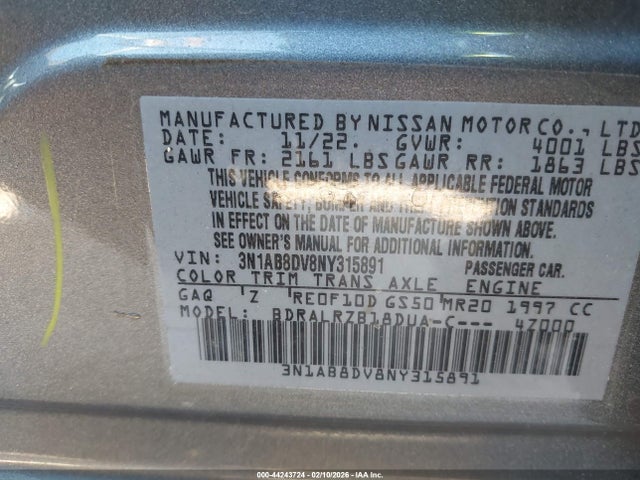 MANUFACTURED BY NISSAN MOTOR CO., LTD
DATE: 11/22. GVWR: 4001 LBS
GAWR FR: 2161 LBS GAWR RR: 1863 LBS
THIS VEHICLE CONFORMS TO ALL APPLICABLE FEDERAL MOTOR
VEHICLE SAFETY, BUMPER AND THEFT PREVENTION STANDARDS
IN EFFECT ON THE DATE OF MANUFACTURE SHOWN ABOVE.
SEE OWNER'S MANUAL FOR ADDITIONAL INFORMATION.
VIN: 3N1AB8DV8NY315891 PASSENGER CAR.
COLOR TRIM TRANS AXLE ENGINE
GAQ Z RE0F10D GS50 MR20 1997 CC
MODEL: BDRALRZB18DUA-C--- 47000
3N1AB8DV8NY315891
000-44243724 - 02/10/2026 - IAA Inc.